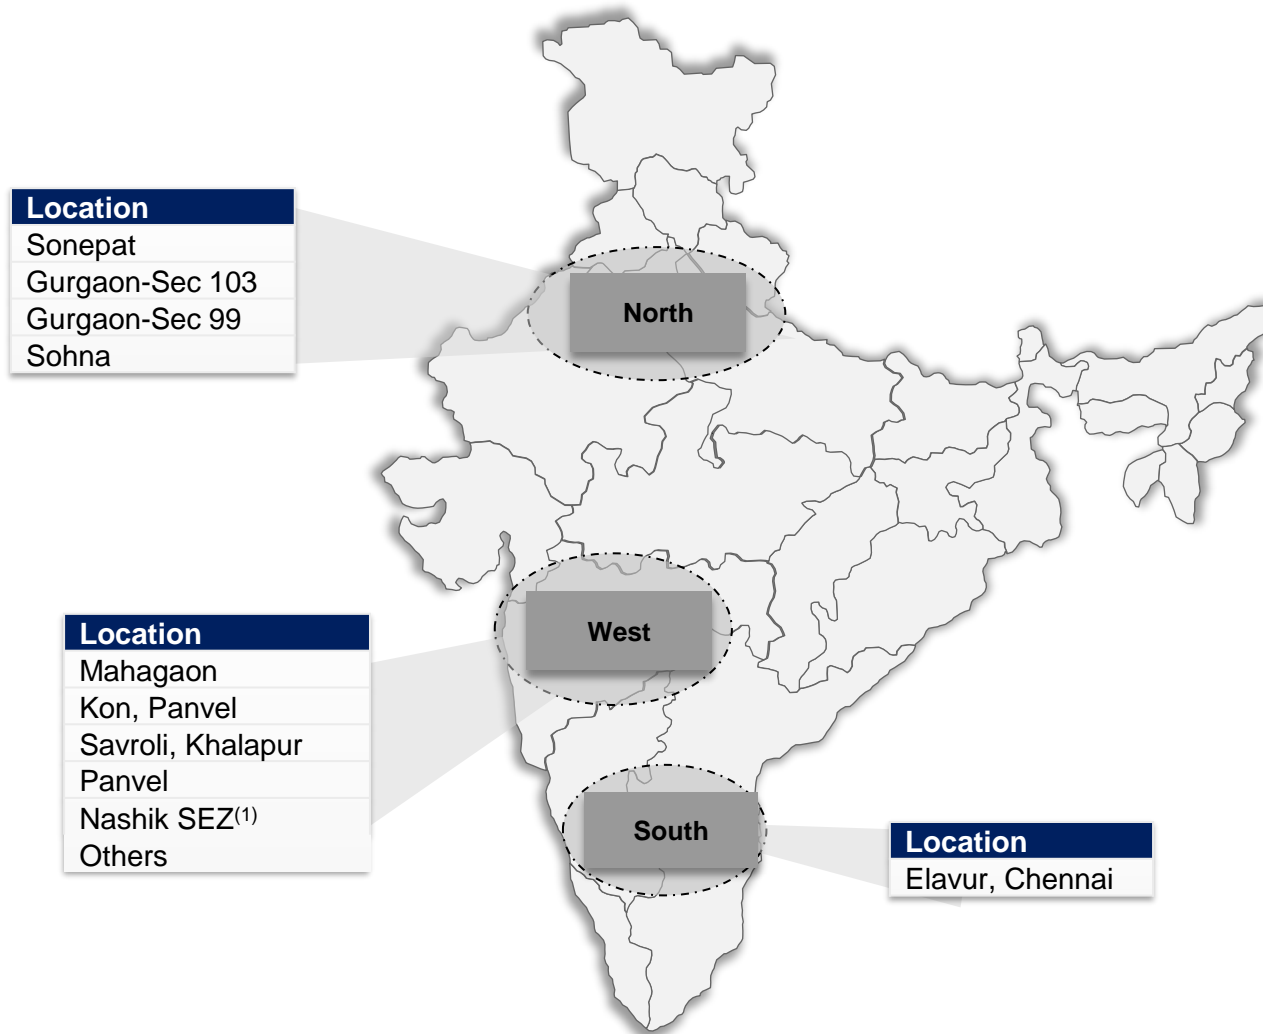 Location
Sonepat
Gurgaon-Sec 103
Gurgaon-Sec 99
Sohna
North
Location
Mahagaon
Kon, Panvel
Savroli, Khalapur
Panvel
Nashik SEZ(1)
Others
West
South
Location
Elavur, Chennai